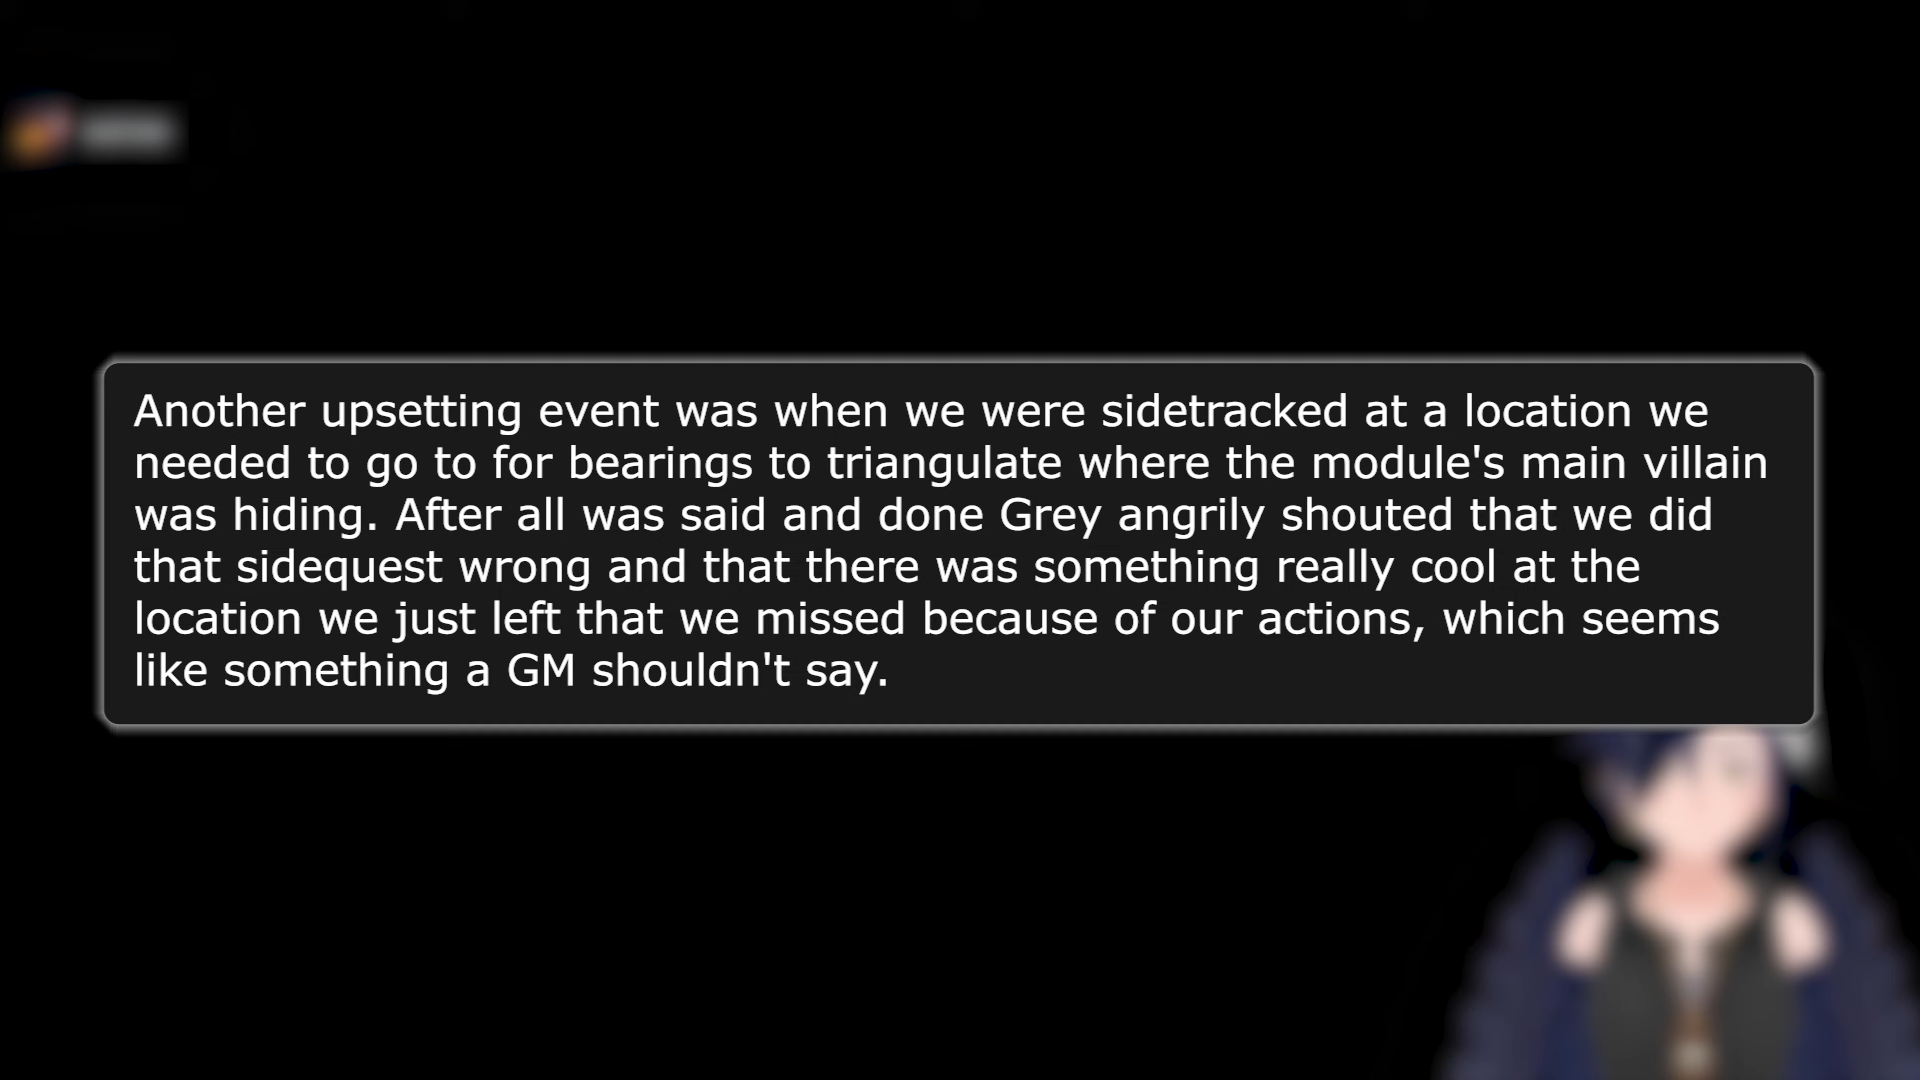 Another upsetting event was when we were sidetracked at a location we
needed to go to for bearings to triangulate where the module's main villain
was hiding. After all was said and done Grey angrily shouted that we did
that sidequest wrong and that there was something really cool at the
location we just left that we missed because of our actions, which seems
like something a GM shouldn't say.